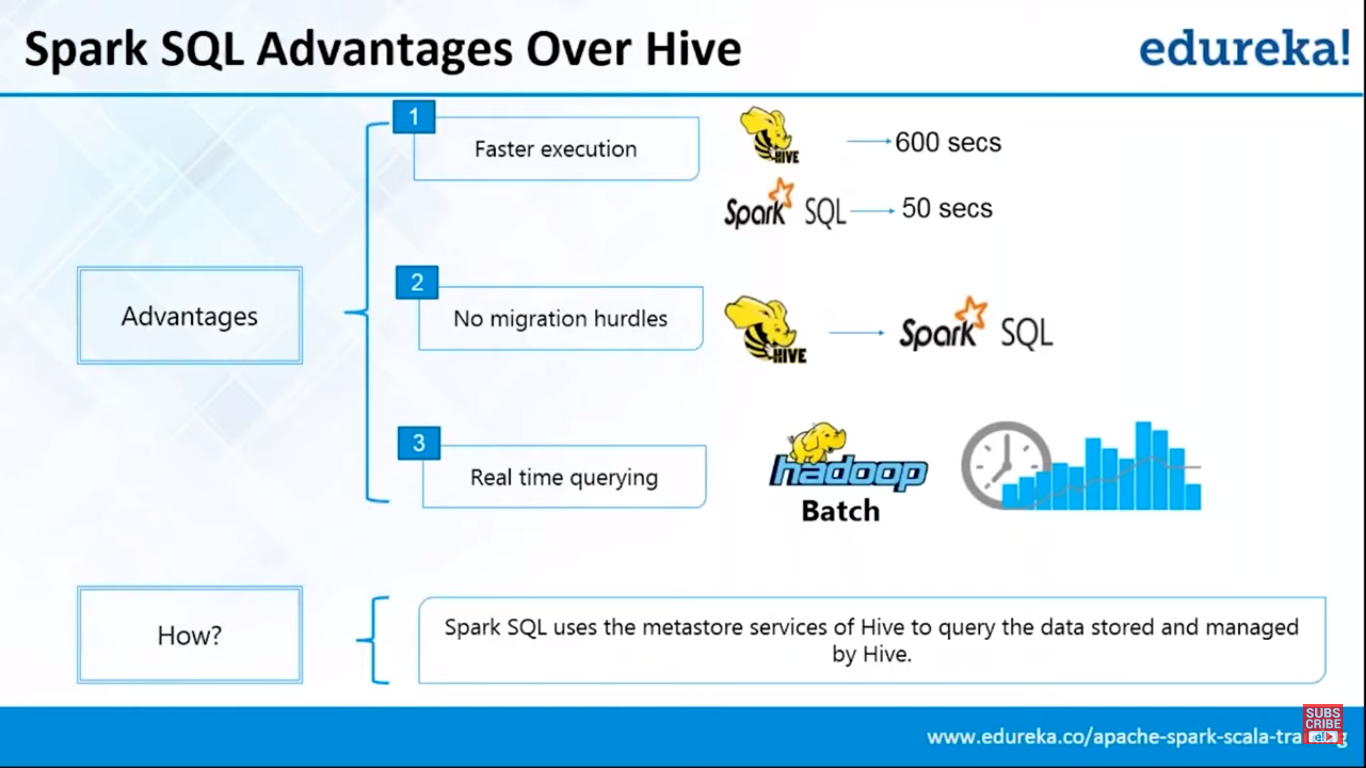 Spark SQL Advantages Over Hive
edureka!
Advantages
1
Faster execution
HIVE
600 secs
Spark SQL
50 secs
2
No migration hurdles
HIVE
Spark SQL
3
Real time querying
hadoop
Batch
How?
Spark SQL uses the metastore services of Hive to query the data stored and managed
by Hive.
SUBS
CRIBE
e!
www.edureka.co/apache-spark-scala-tra
g